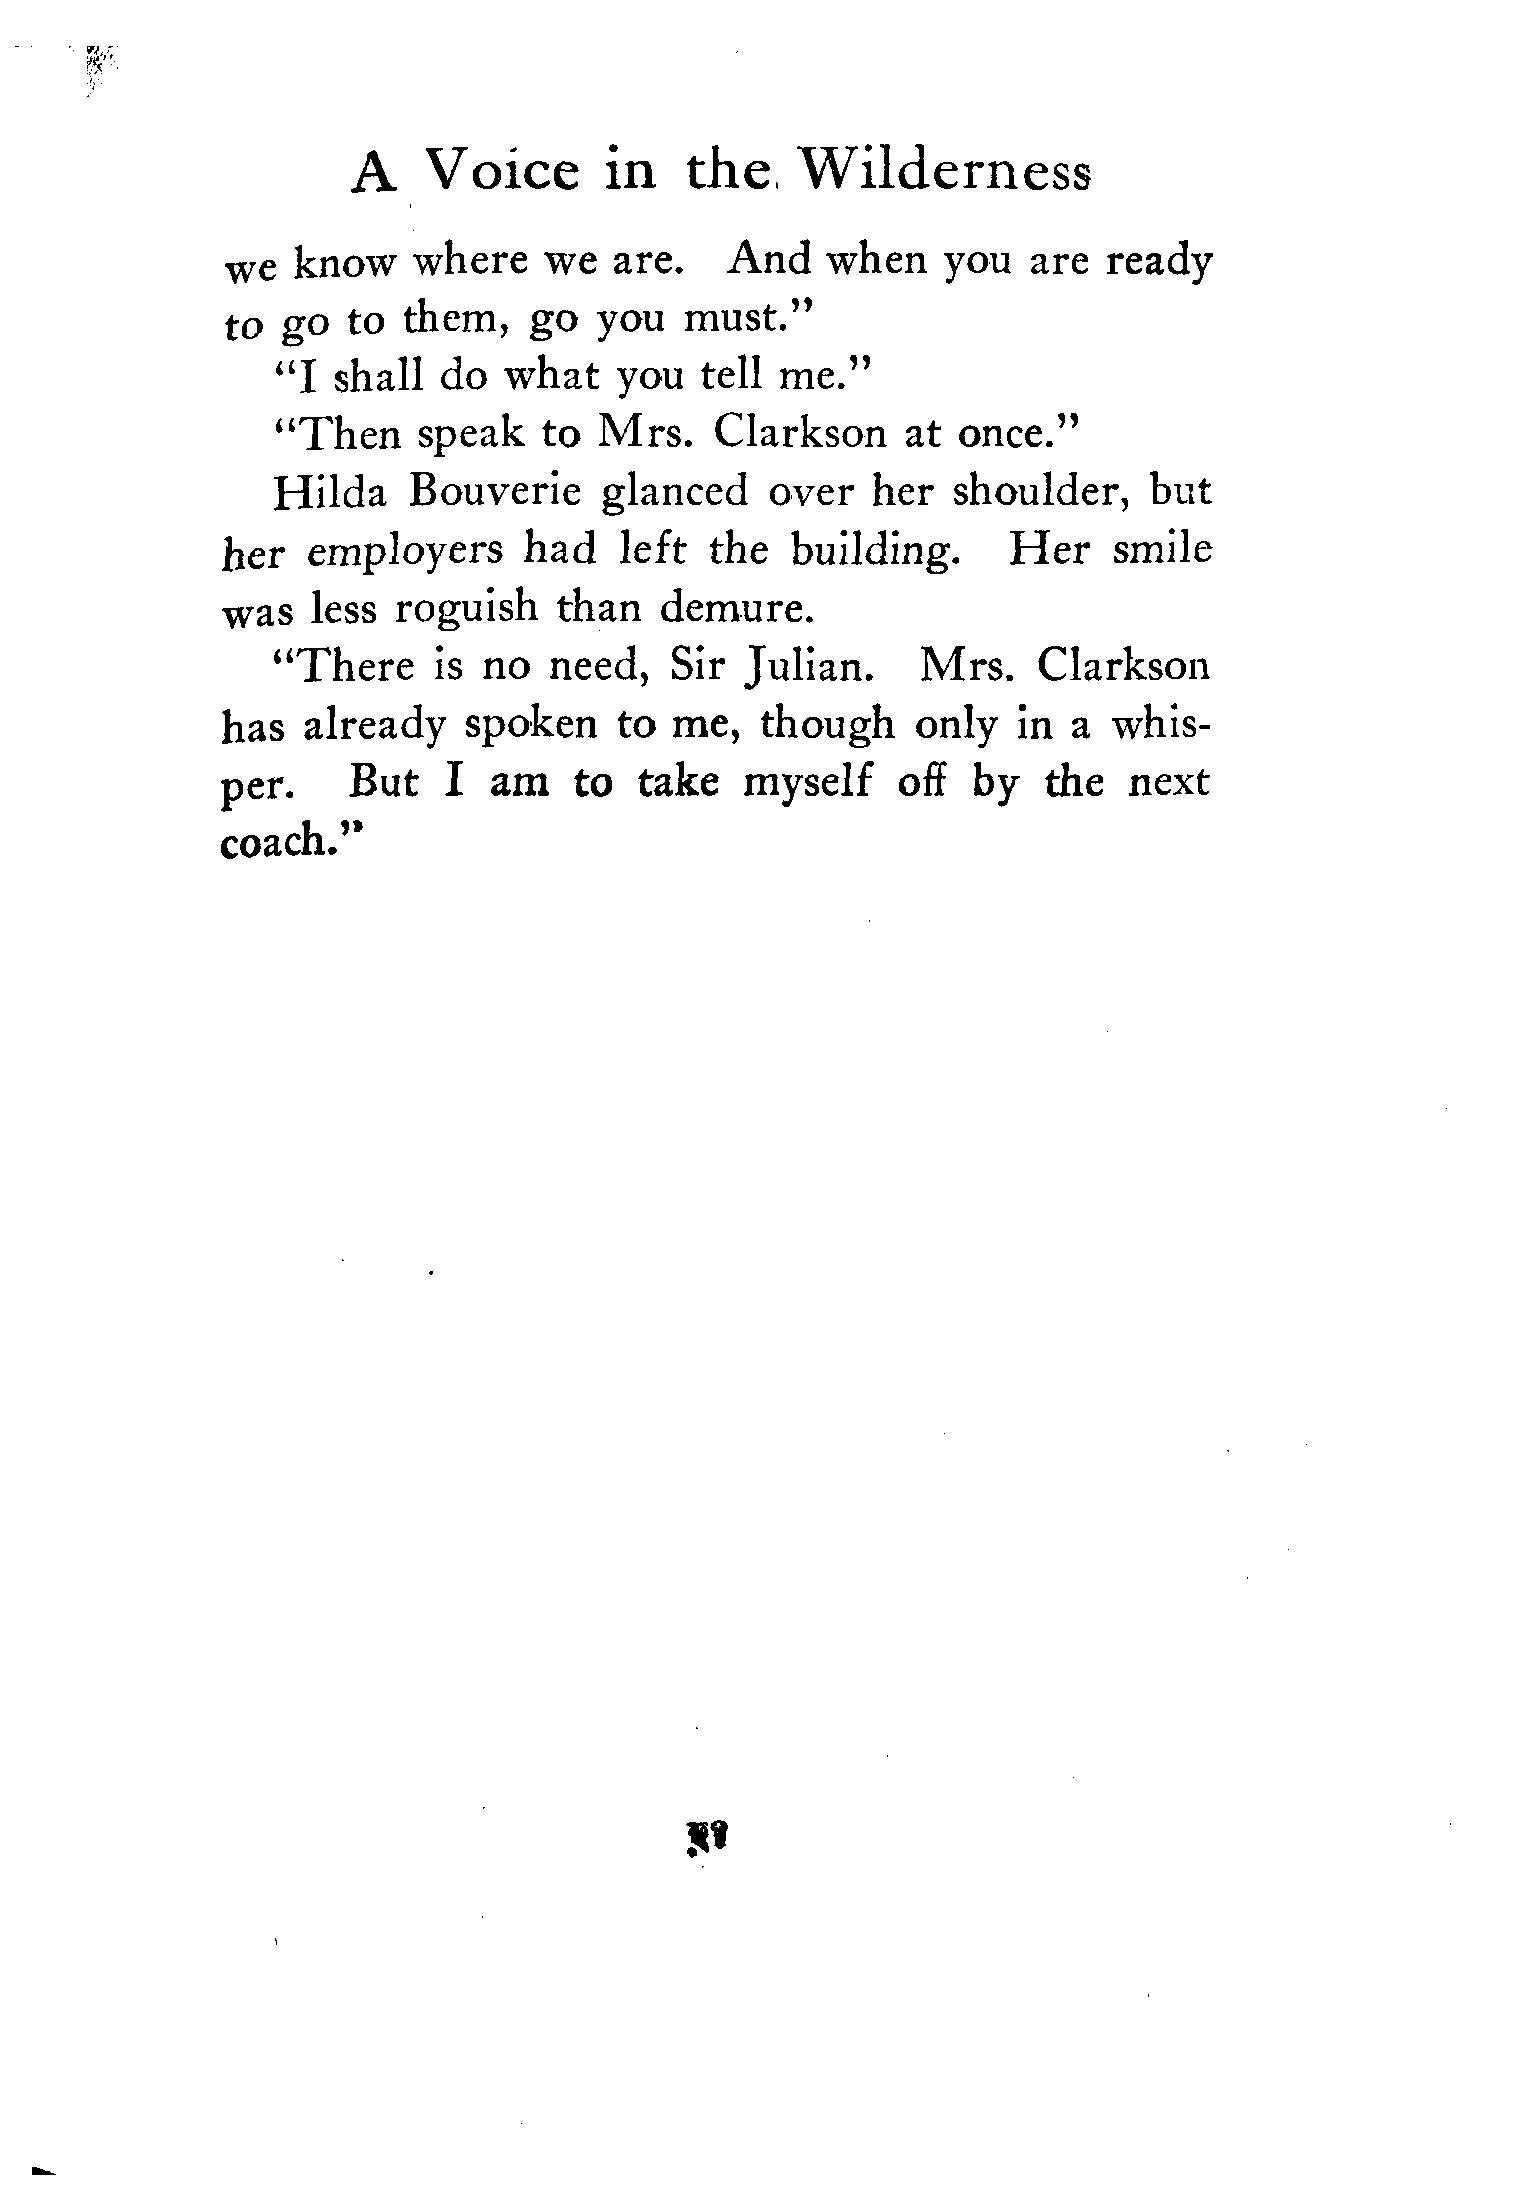 A Voice in the Wilderness
we know where we are. And when you are ready
to go to them, go you must."
"I shall do what you tell me."
"Then speak to Mrs. Clarkson at once."
Hilda Bouverie glanced over her shoulder, but
her employers had left the building. Her smile
was less roguish than demure.
"There is no need, Sir Julian. Mrs. Clarkson
has already spoken to me, though only in a whis-
per. But I am to take myself off by the next
coach."